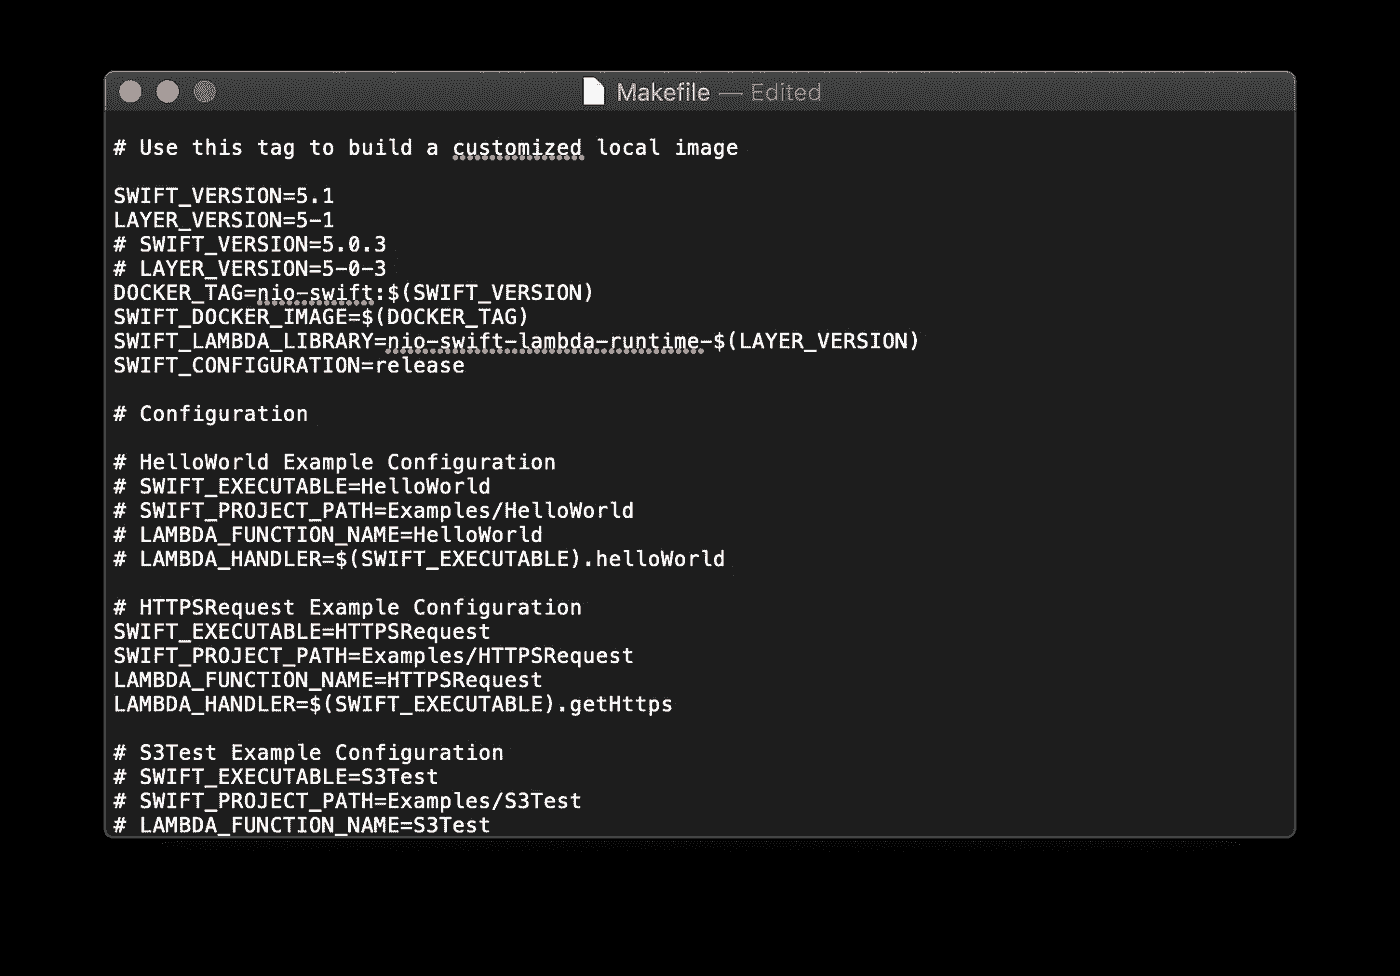 Makefile — Edited
# Use this tag to build a customized local image
SWIFT_VERSION=5.1
LAYER_VERSION=5-1
# SWIFT_VERSION=5.0.3
# LAYER_VERSION=5-0-3
DOCKER_TAG=nio-swift:$(SWIFT_VERSION)
SWIFT_DOCKER_IMAGE=$(DOCKER_TAG)
SWIFT_LAMBDA_LIBRARY=nio-swift-lambda-runtime-$(LAYER_VERSION)
SWIFT_CONFIGURATION=release
# Configuration
# HelloWorld Example Configuration
# SWIFT_EXECUTABLE=HelloWorld
# SWIFT_PROJECT_PATH=Examples/HelloWorld
# LAMBDA_FUNCTION_NAME=HelloWorld
# LAMBDA_HANDLER=$(SWIFT_EXECUTABLE).helloWorld
# HTTPSRequest Example Configuration
SWIFT_EXECUTABLE=HTTPSRequest
SWIFT_PROJECT_PATH=Examples/HTTPSRequest
LAMBDA_FUNCTION_NAME=HTTPSRequest
LAMBDA_HANDLER=$(SWIFT_EXECUTABLE).getHttps
# S3Test Example Configuration
# SWIFT_EXECUTABLE=S3Test
# SWIFT_PROJECT_PATH=Examples/S3Test
# LAMBDA_FUNCTION_NAME=S3Test